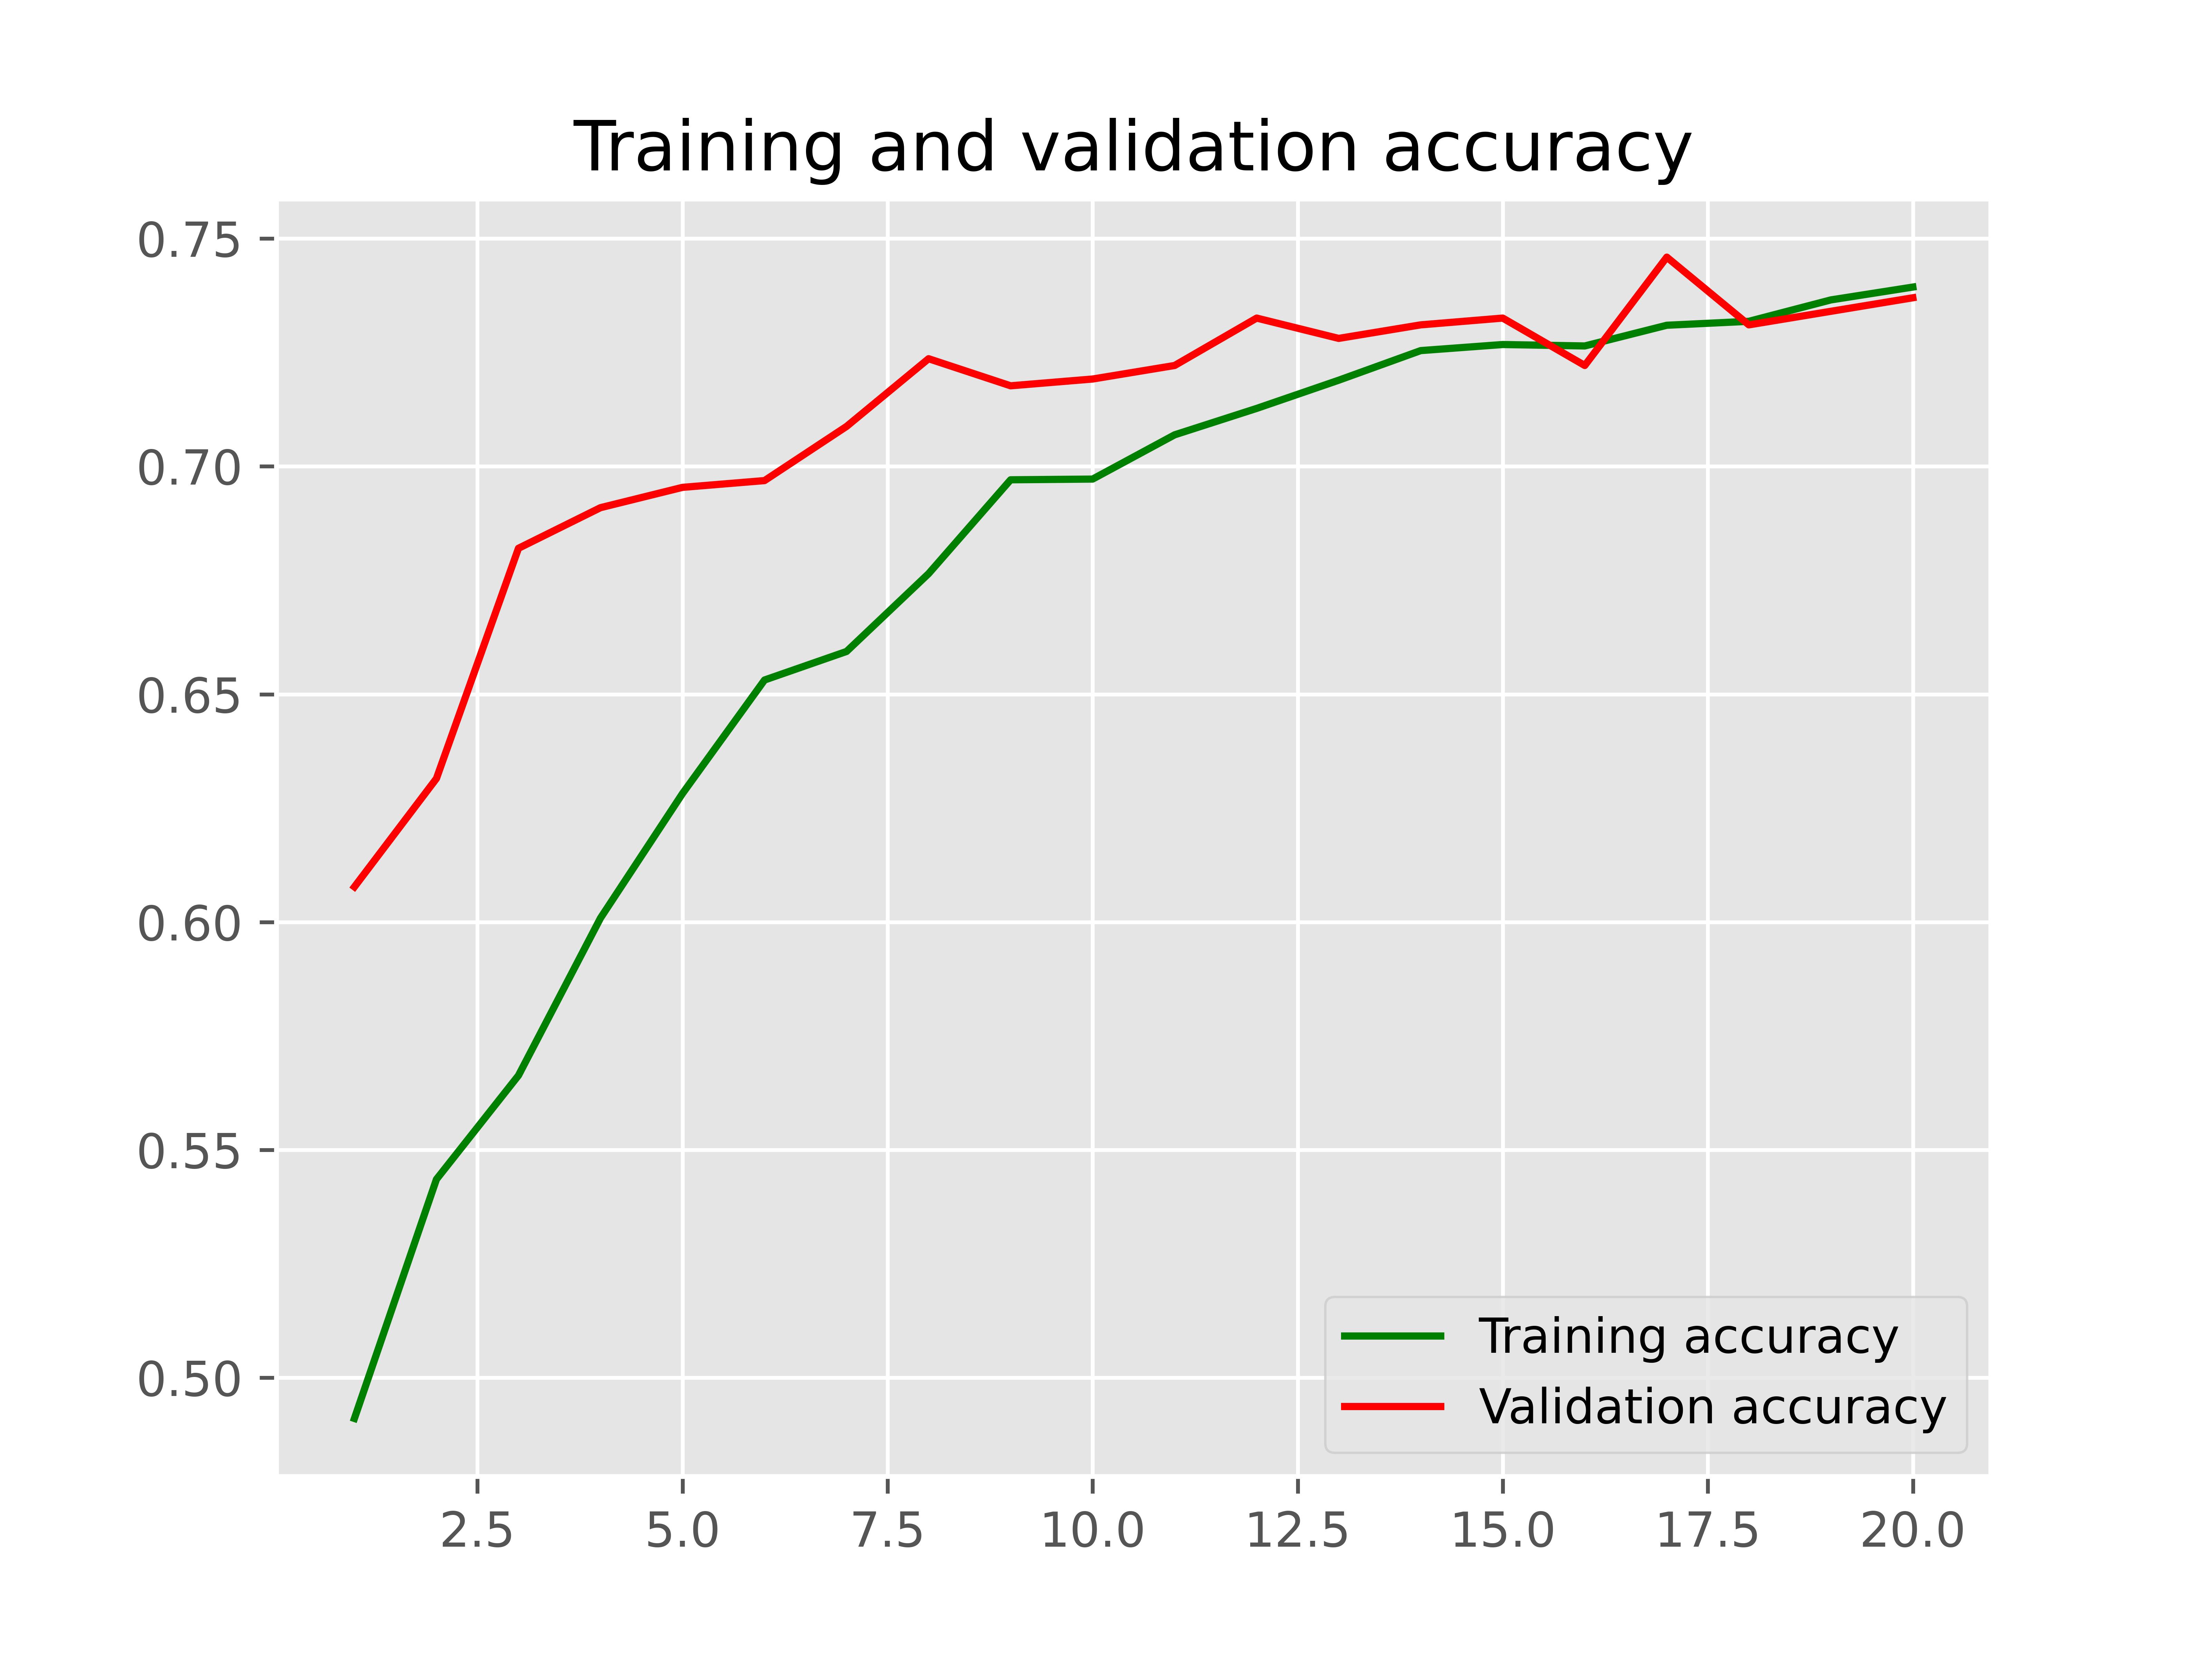 Training and validation accuracy
0.75
0.70
0.65
0.60
0.55
0.50
Training accuracy
Validation accuracy
2.5 5.0 7.5 10.0 12.5 15.0 17.5 20.0